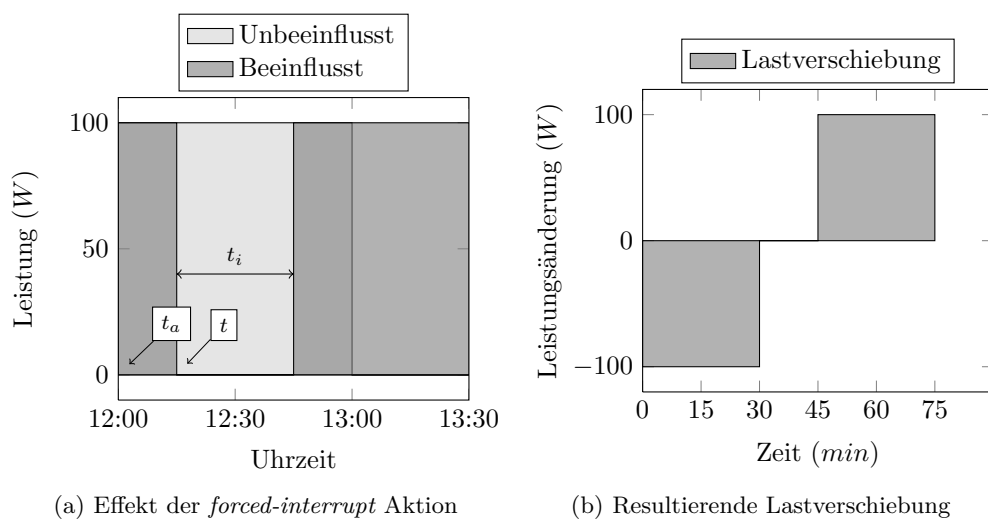 Unbeeinflusst
Beeinflusst
Leistung (W)
100
50
0
t_i
t_a
t
12:00 12:30 13:00 13:30
Uhrzeit
(a) Effekt der forced-interrupt Aktion
Lastverschiebung
Leistungsänderung (W)
100
0
−100
0 15 30 45 60 75
Zeit (min)
(b) Resultierende Lastverschiebung